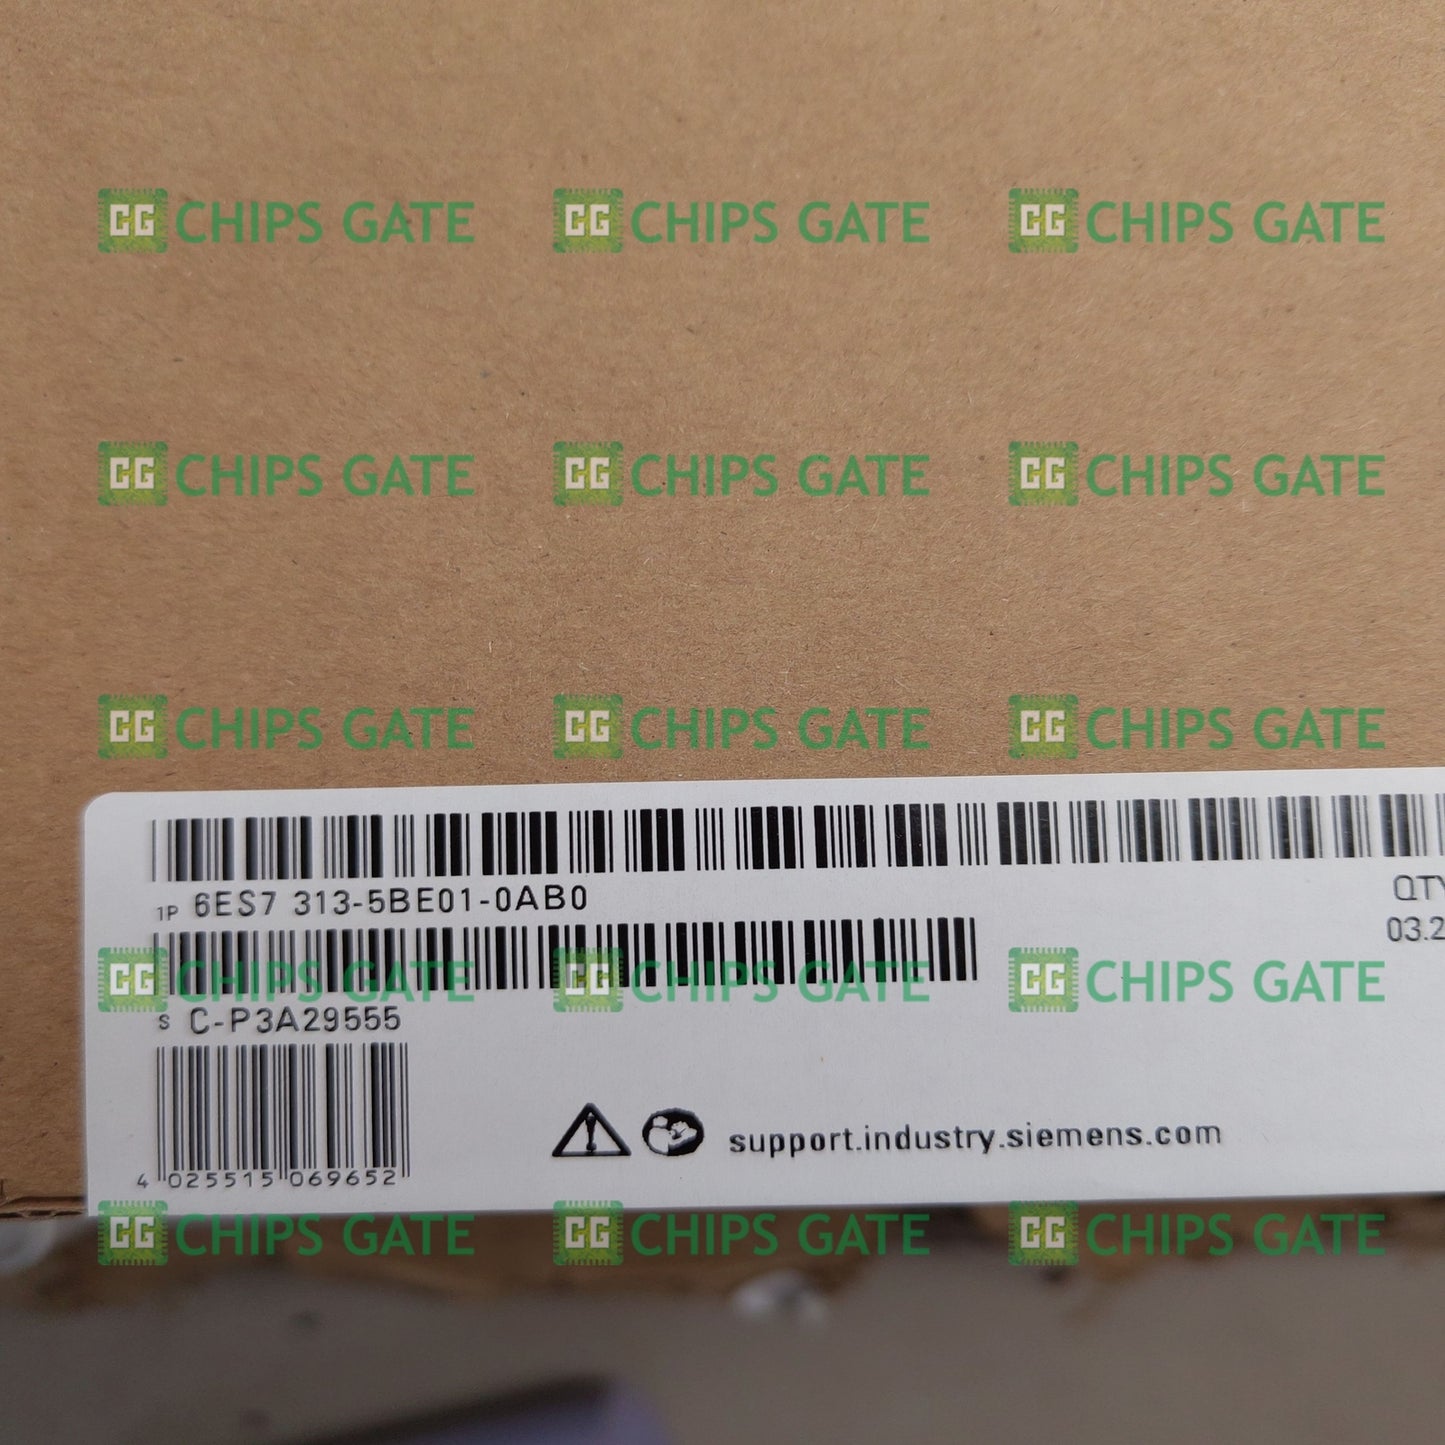 CG CHIPS GATE CG CHIPS GATE CG CHIPS GATE
CG CHIPS GATE CG CHIPS GATE CG CHIPS GATE
CG CHIPS GATE CG CHIPS GATE CG CHIPS GATE
1P 6ES7 313-5BE01-0AB0
QTY
03.2
CG CHIPS GATE CG CHIPS GATE CG CHIPS GATE
S C-P3A29555
support.industry.siemens.com
4 025515 069652
CG CHIPS GATE CG CHIPS GATE CG CHIPS GATE